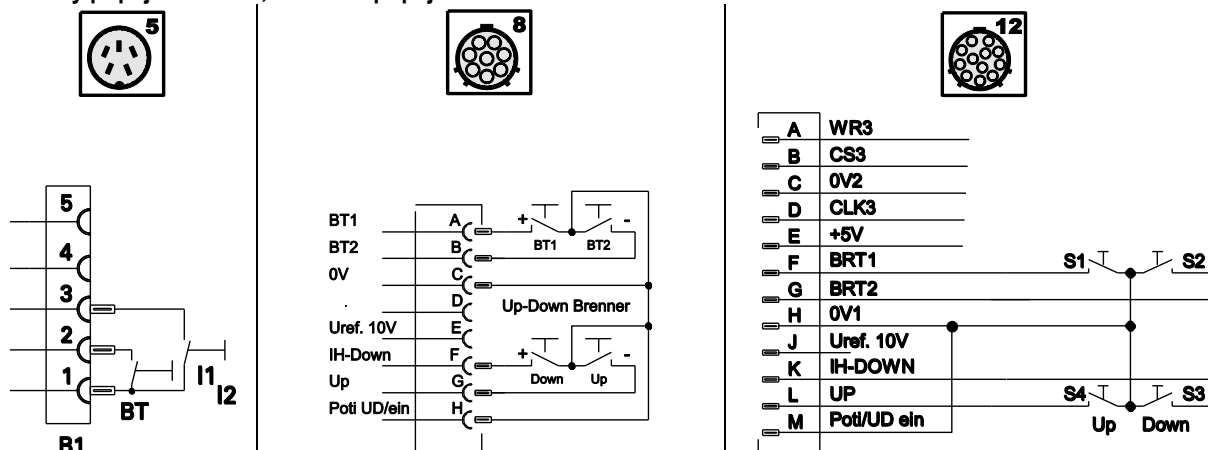 5
8
12
5
4
3
2
1
BT
I1
I2
B1
BT1
BT2
0V
.
Uref. 10V
IH-Down
Up
Poti UD/ein
A
B
C
D
E
F
G
H
+
-
BT1
BT2
Up-Down Brenner
+
-
Down
Up
A WR3
B CS3
C 0V2
D CLK3
E +5V
F BRT1
G BRT2
H 0V1
J Uref. 10V
K IH-DOWN
L UP
M Poti/UD ein
S1
S2
S4
S3
Up
Down